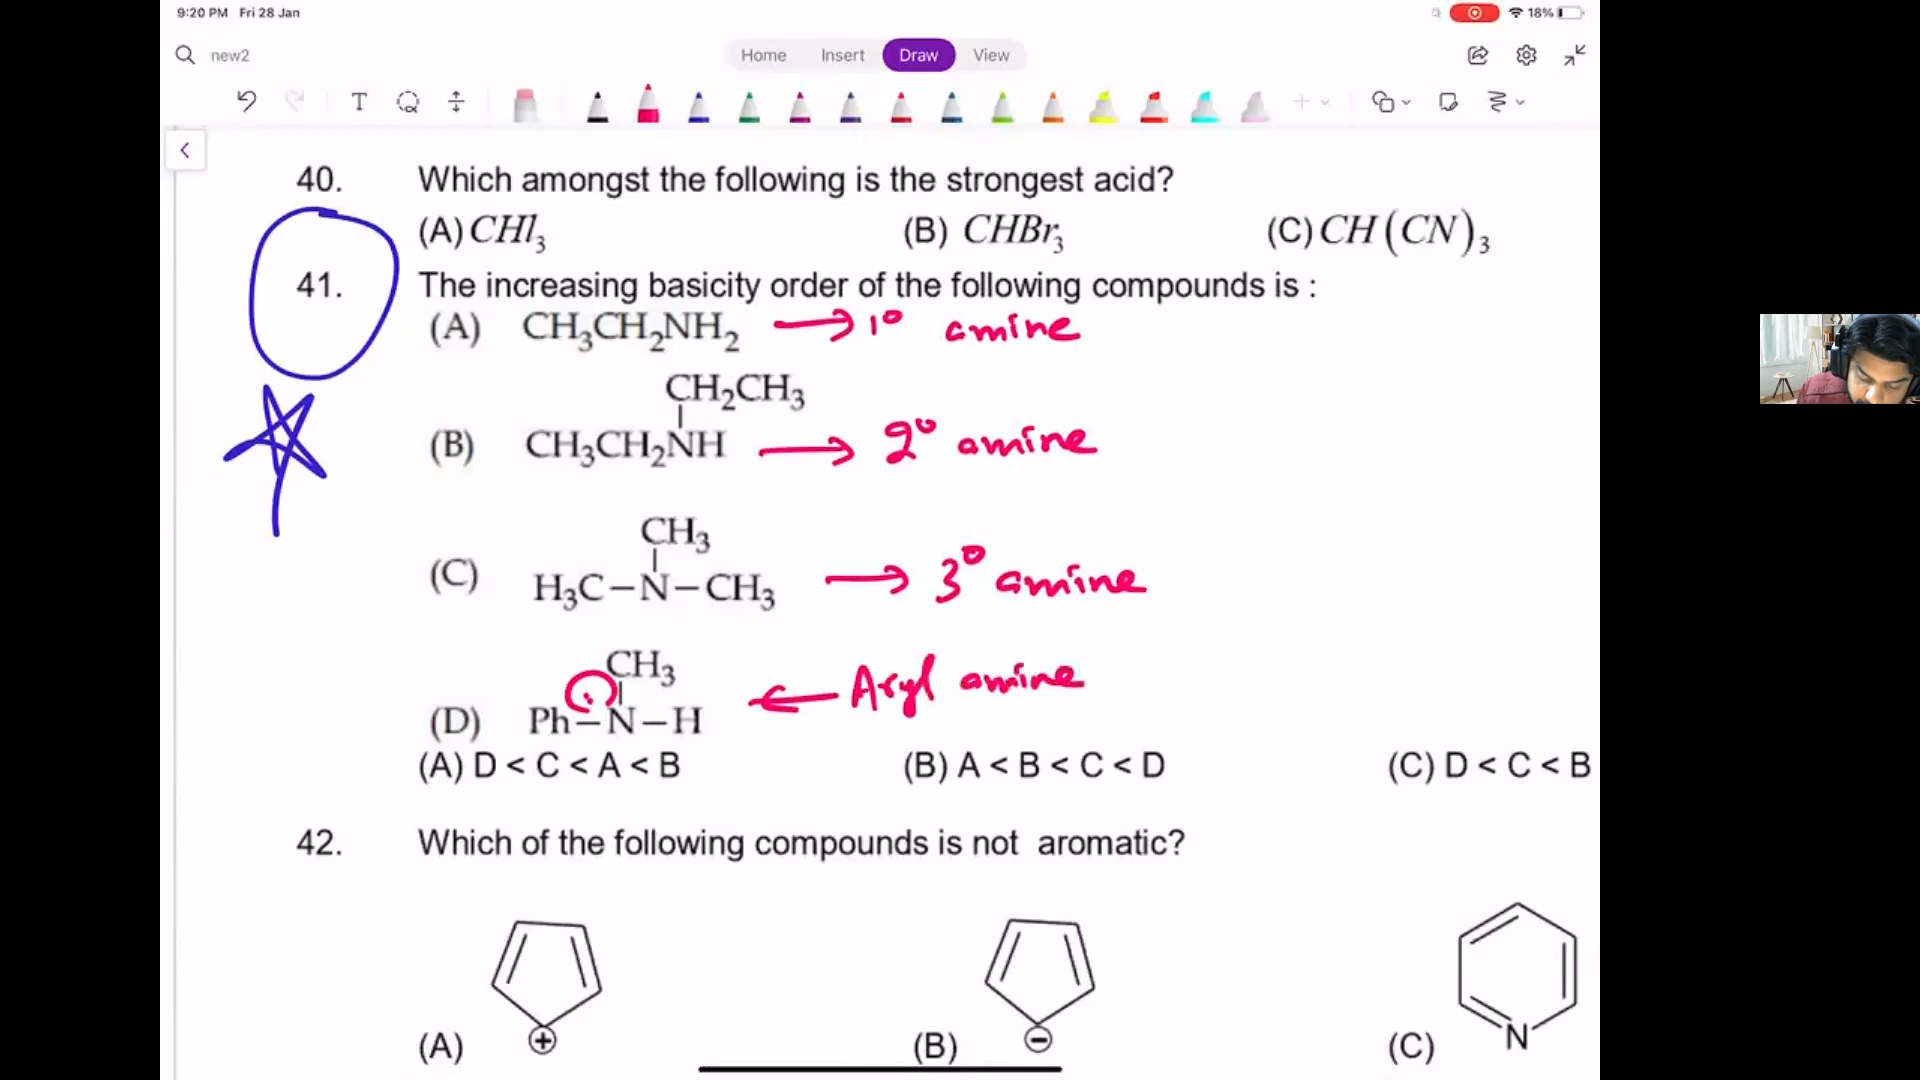 9:20 PM Fri 28 Jan 18%
new2 Home Insert Draw View
T
40. Which amongst the following is the strongest acid?
(A) CHl₃ (B) CHBr₃ (C) CH(CN)₃
41. The increasing basicity order of the following compounds is :
(A) CH₃CH₂NH₂ → 1° amine
CH₂CH₃
(B) CH₃CH₂NH → 2° amine
CH₃
(C) H₃C–N–CH₃ → 3° amine
CH₃
(D) Ph–N–H ← Aryl amine
(A) D < C < A < B (B) A < B < C < D (C) D < C < B
42. Which of the following compounds is not aromatic?
(A) ⊕ (B) ⊖ (C) N